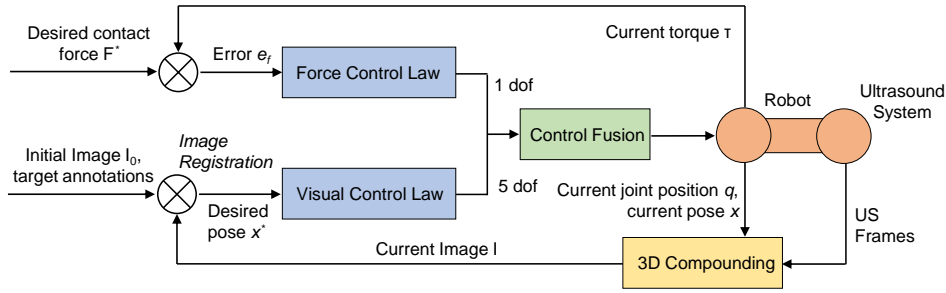 Desired contact
force F*
Error e_f
Force Control Law
1 dof
Current torque τ
Robot
Ultrasound
System
Control Fusion
Initial Image I₀,
target annotations
Image
Registration
Desired
pose x*
Visual Control Law
5 dof
Current joint position q,
current pose x
US
Frames
Current Image I
3D Compounding